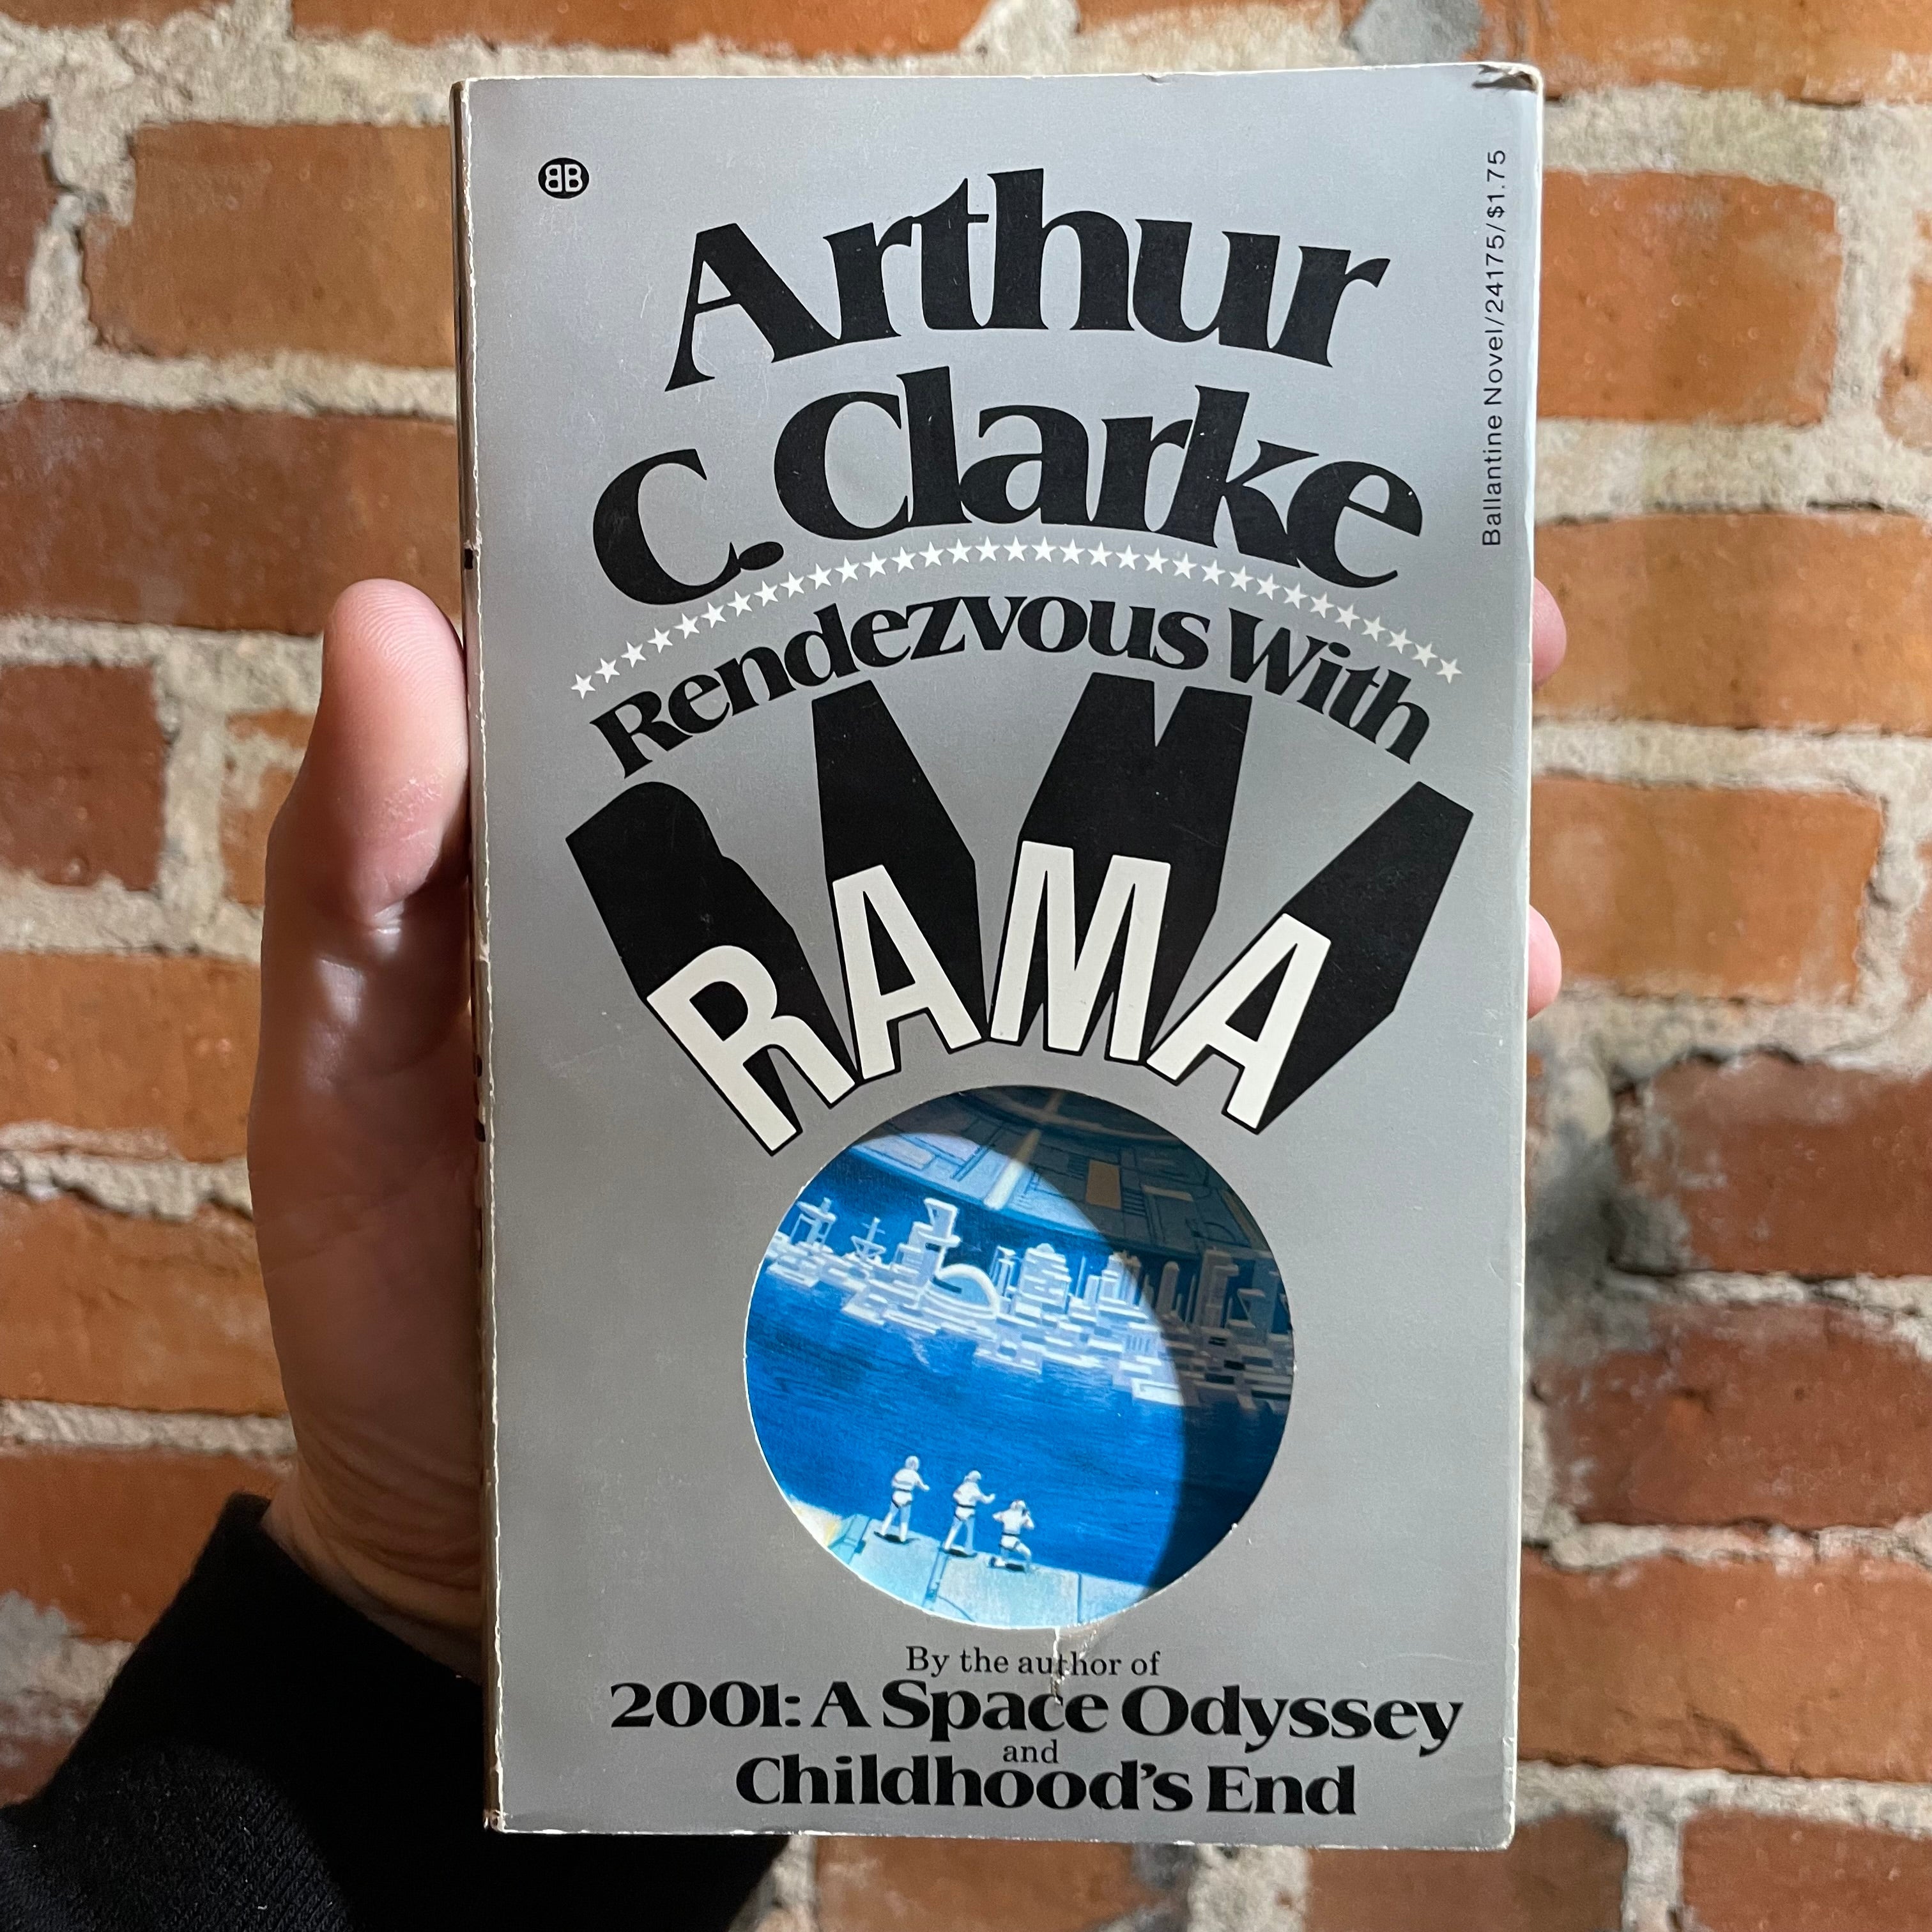 BB
Ballantine Novel/24175/$1.75
Arthur
C. Clarke
Rendezvous With
RAMA
By the author of
2001: A Space Odyssey
and
Childhood's End